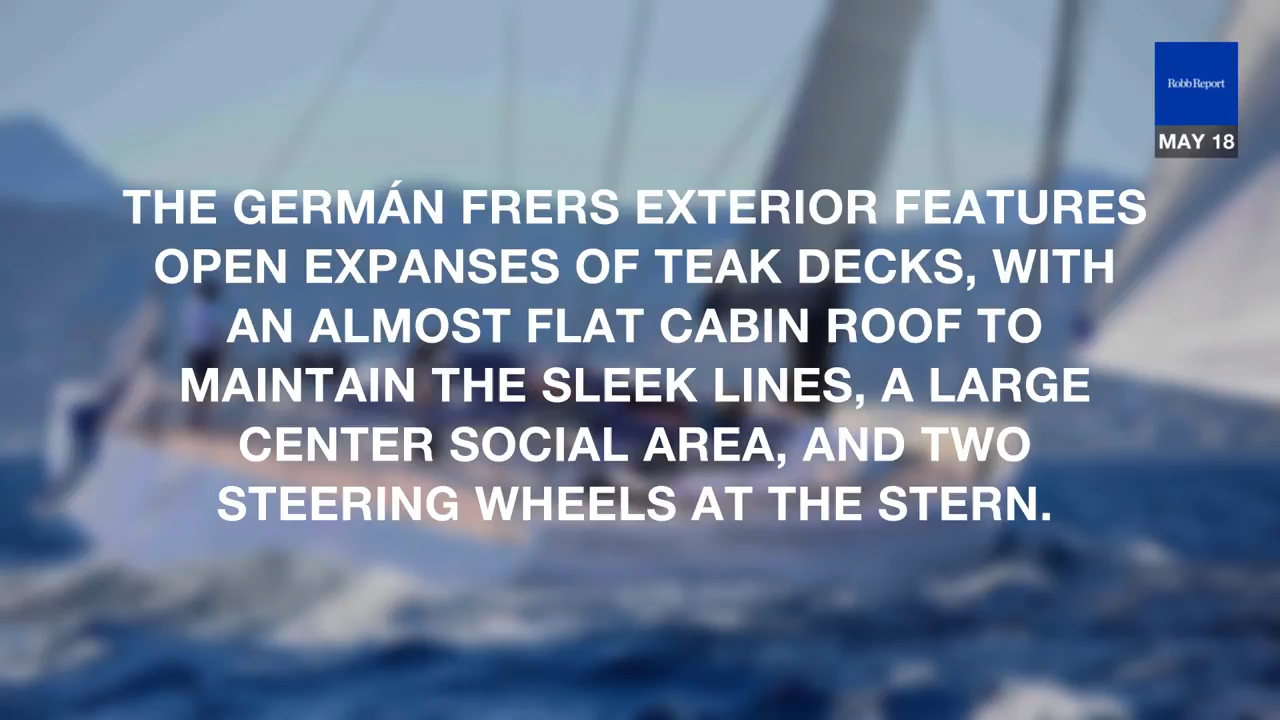 Robb Report
MAY 18
THE GERMÁN FRERS EXTERIOR FEATURES
OPEN EXPANSES OF TEAK DECKS, WITH
AN ALMOST FLAT CABIN ROOF TO
MAINTAIN THE SLEEK LINES, A LARGE
CENTER SOCIAL AREA, AND TWO
STEERING WHEELS AT THE STERN.